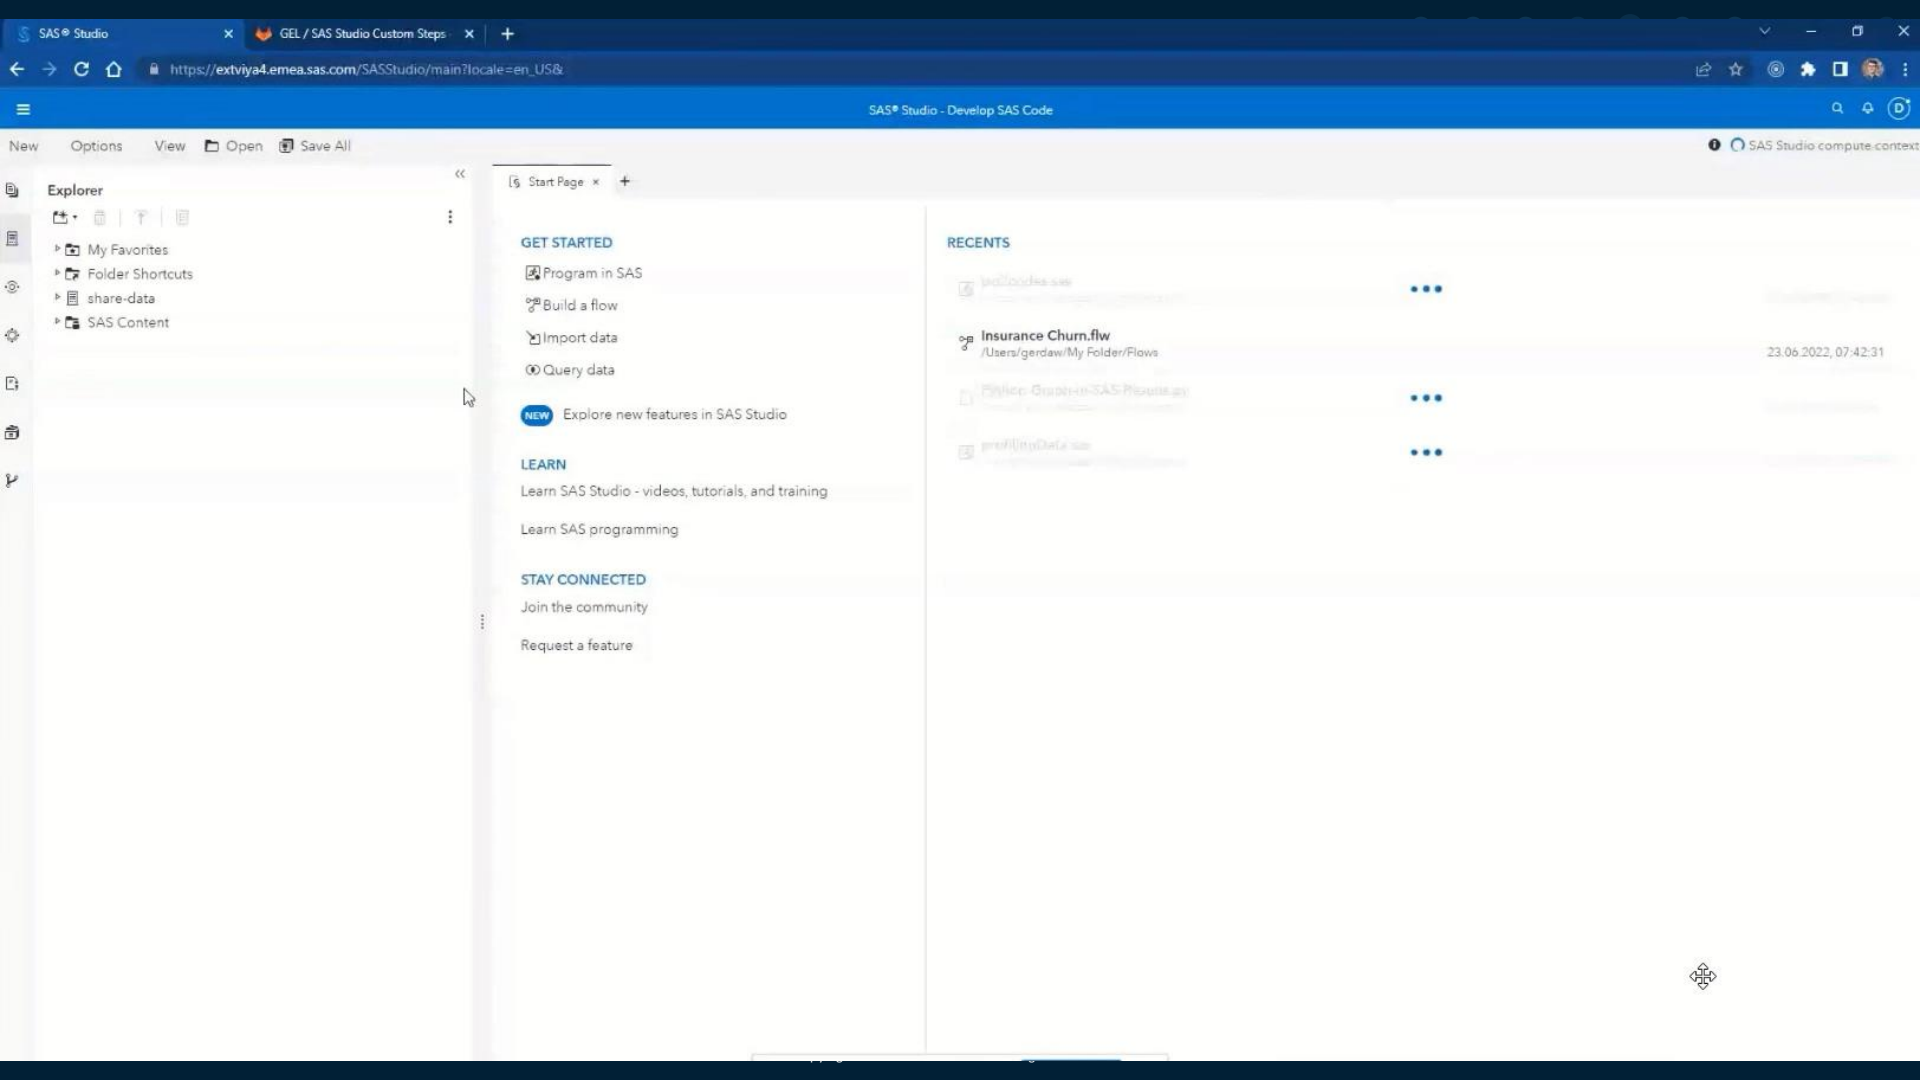 SAS® Studio
GEL / SAS Studio Custom Steps
https://extviya4.emea.sas.com/SASStudio/main?locale=en_US&
SAS® Studio - Develop SAS Code
D
New Options View Open Save All
SAS Studio compute context
Explorer
My Favorites
Folder Shortcuts
share-data
SAS Content
Start Page
GET STARTED
Program in SAS
Build a flow
Import data
Query data
NEW Explore new features in SAS Studio
LEARN
Learn SAS Studio - videos, tutorials, and training
Learn SAS programming
STAY CONNECTED
Join the community
Request a feature
RECENTS
Insurance Churn.flw
/Users/gerdaw/My Folder/Flows
23.06.2022, 07:42:31